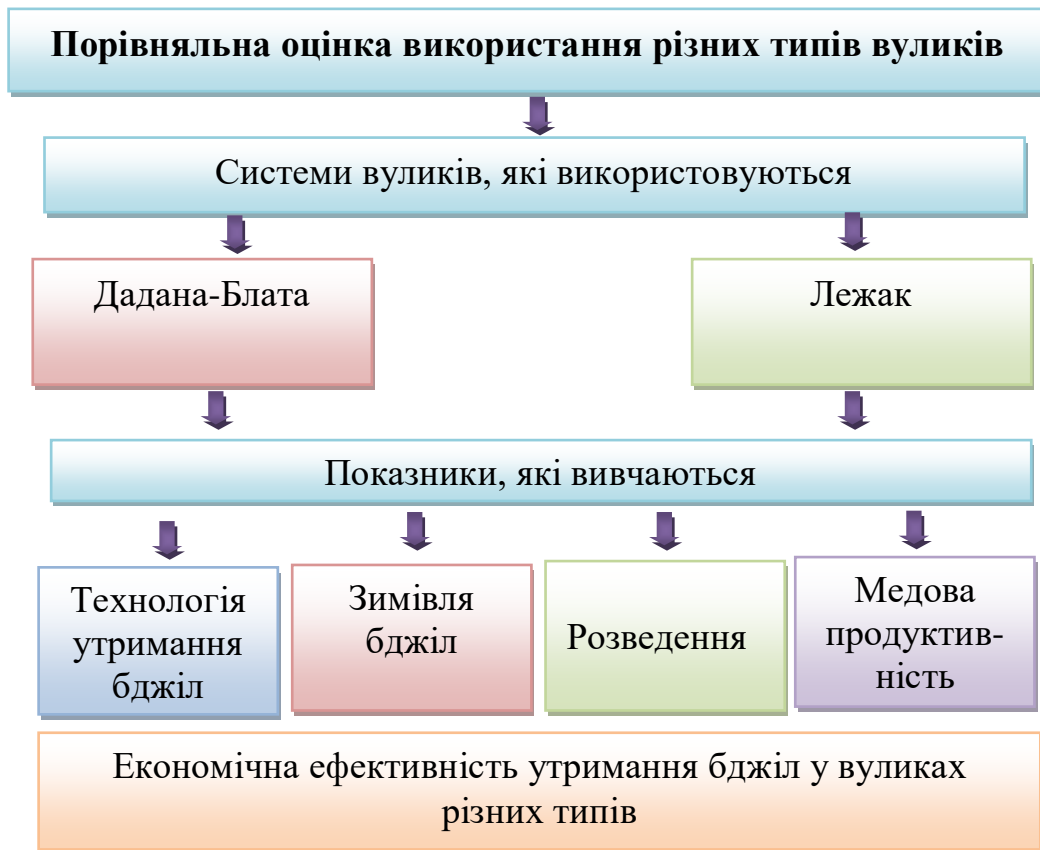 Порівняльна оцінка використання різних типів вуликів
Системи вуликів, які використовуються
Дадана-Блата
Лежак
Показники, які вивчаються
Технологія
утримання
бджіл
Зимівля
бджіл
Розведення
Медова
продуктив-
ність
Економічна ефективність утримання бджіл у вуликах
різних типів